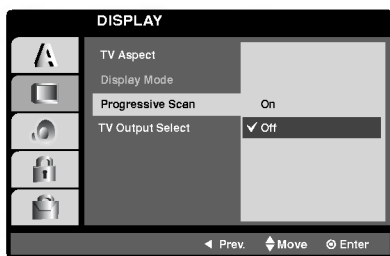 DISPLAY
TV Aspect
Display Mode
Progressive Scan On
TV Output Select ✔ Off
◀ Prev. Move Enter